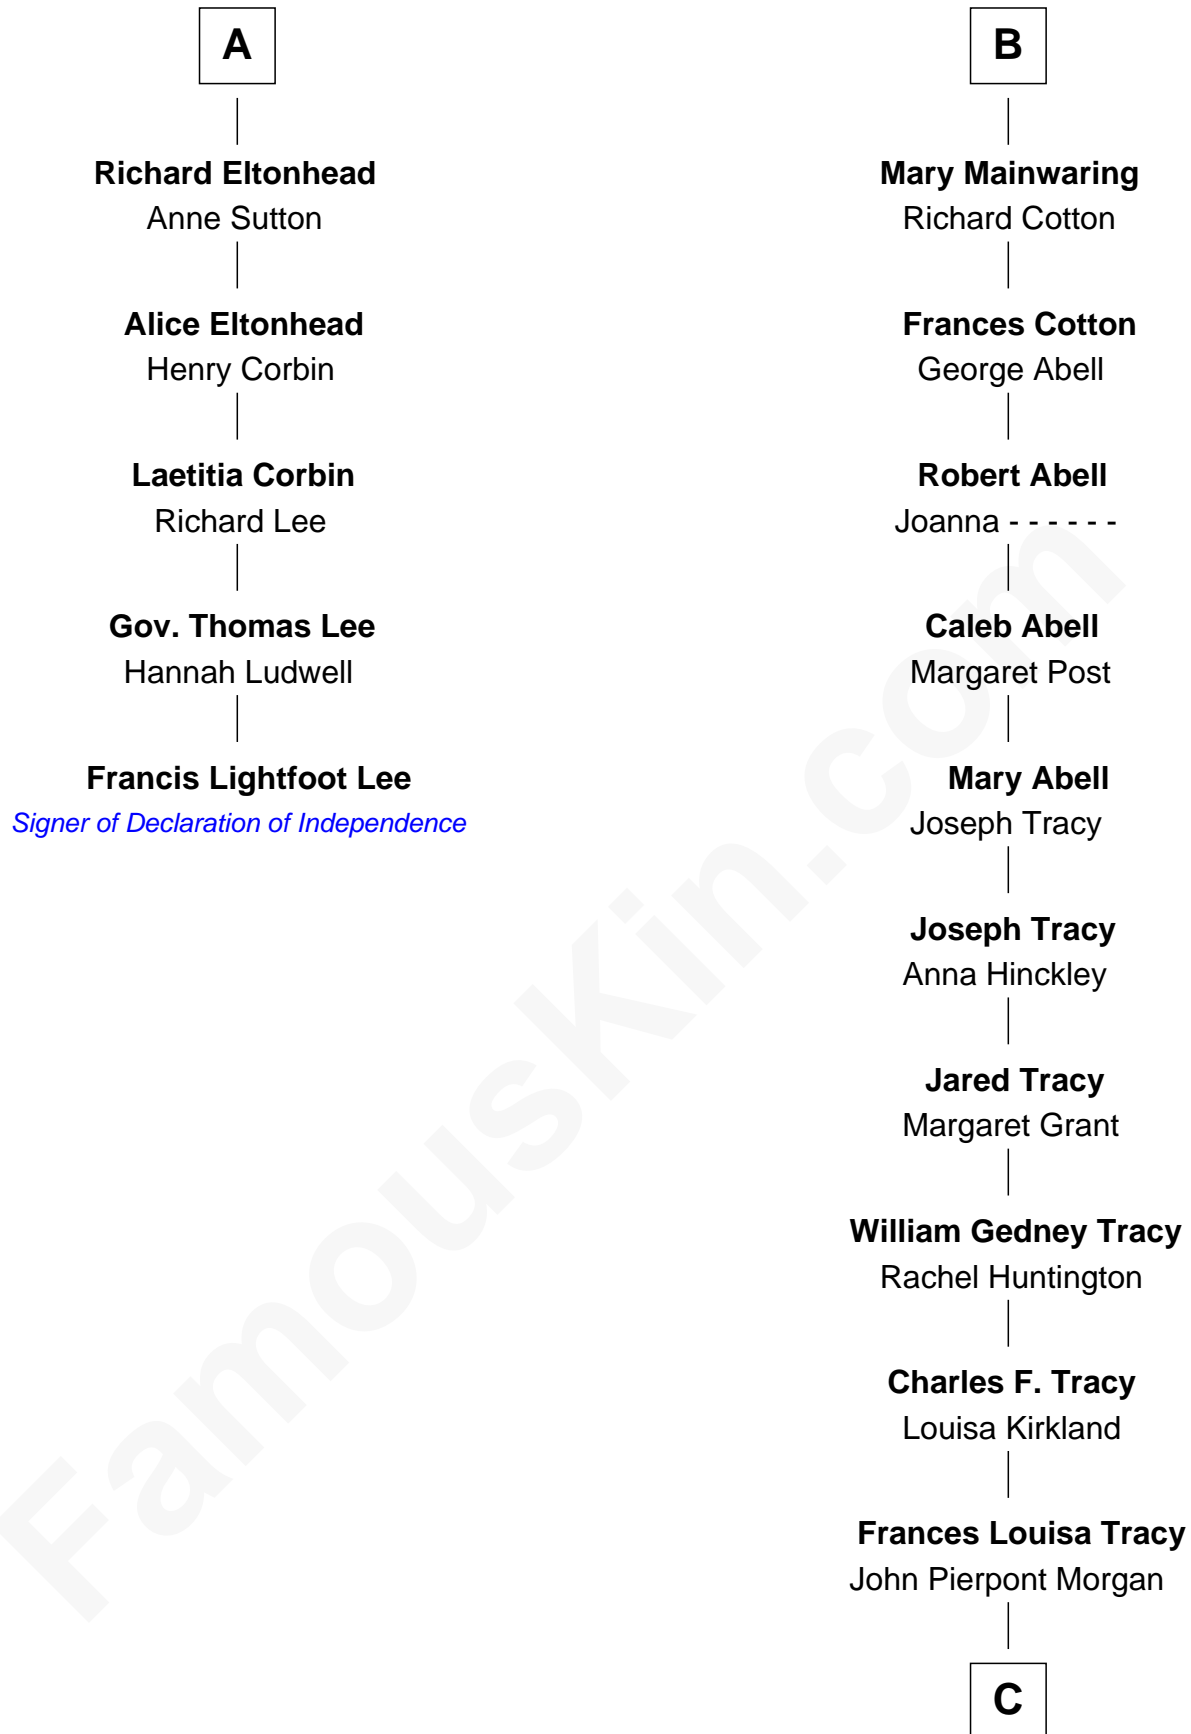 A
Richard Eltonhead
Anne Sutton
Alice Eltonhead
Henry Corbin
Laetitia Corbin
Richard Lee
Gov. Thomas Lee
Hannah Ludwell
Francis Lightfoot Lee
Signer of Declaration of Independence
B
Mary Mainwaring
Richard Cotton
Frances Cotton
George Abell
Robert Abell
Joanna - - - - - -
Caleb Abell
Margaret Post
Mary Abell
Joseph Tracy
Joseph Tracy
Anna Hinckley
Jared Tracy
Margaret Grant
William Gedney Tracy
Rachel Huntington
Charles F. Tracy
Louisa Kirkland
Frances Louisa Tracy
John Pierpont Morgan
C
FamousKin.com